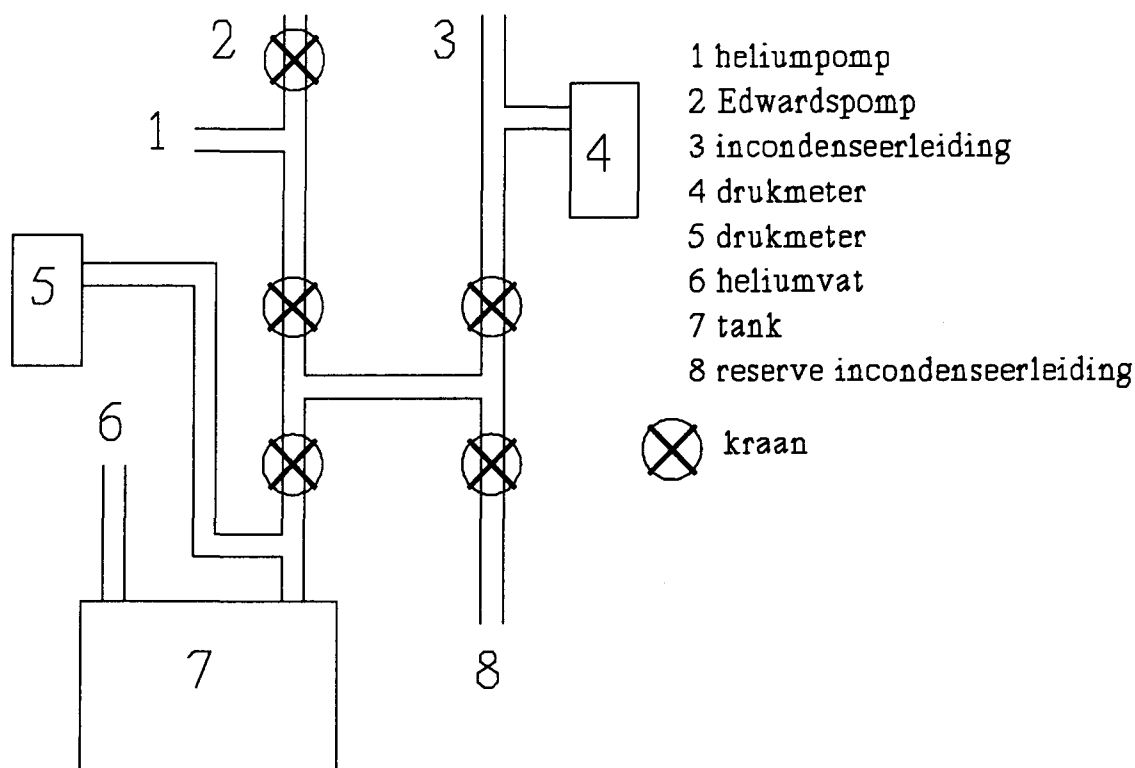 2
3
1
4
5
6
7
8
1 heliumpomp
2 Edwardspomp
3 incondenseerleiding
4 drukmeter
5 drukmeter
6 heliumvat
7 tank
8 reserve incondenseerleiding
kraan